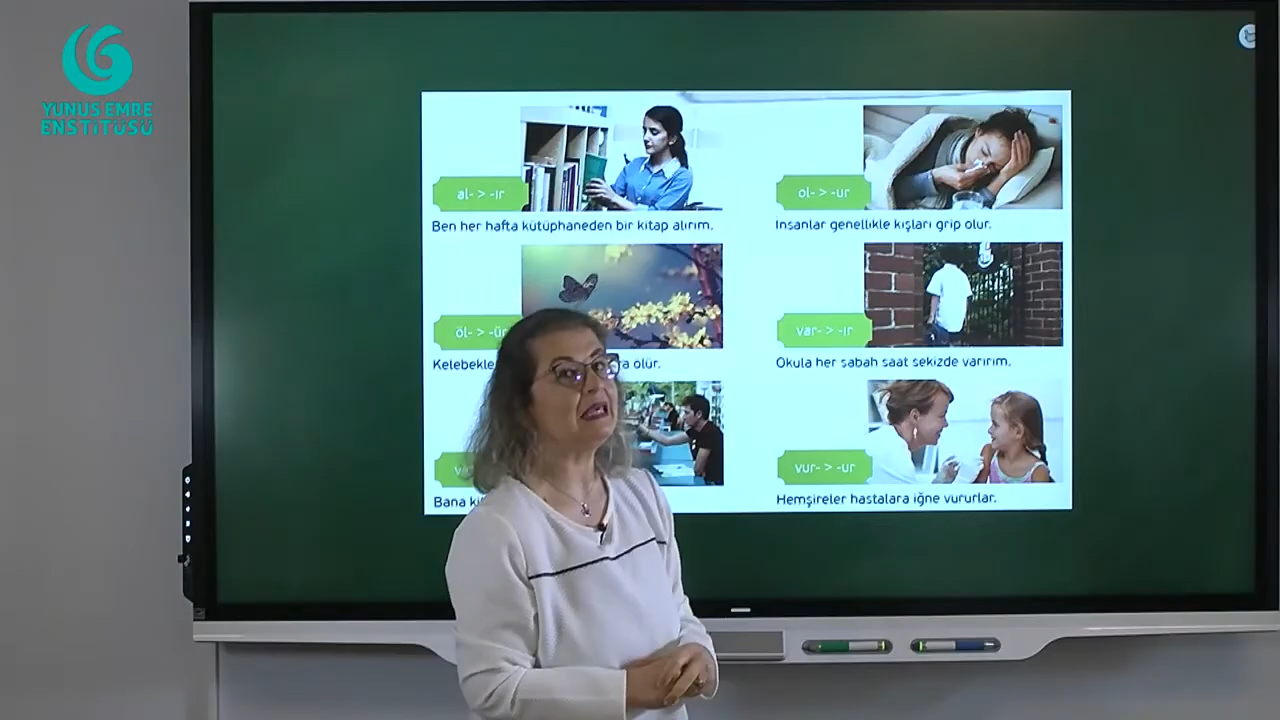 YUNUS EMRE
ENSTİTÜSÜ
al- > -ır
Ben her hafta kütüphaneden bir kitap alırım.
ol- > -ur
İnsanlar genellikle kışları grip olur.
öl- > -ür
ölür.
var- > -ır
Okula her sabah saat sekizde varırım.
Bana
vur- > -ur
Hemşireler hastalara iğne vururlar.